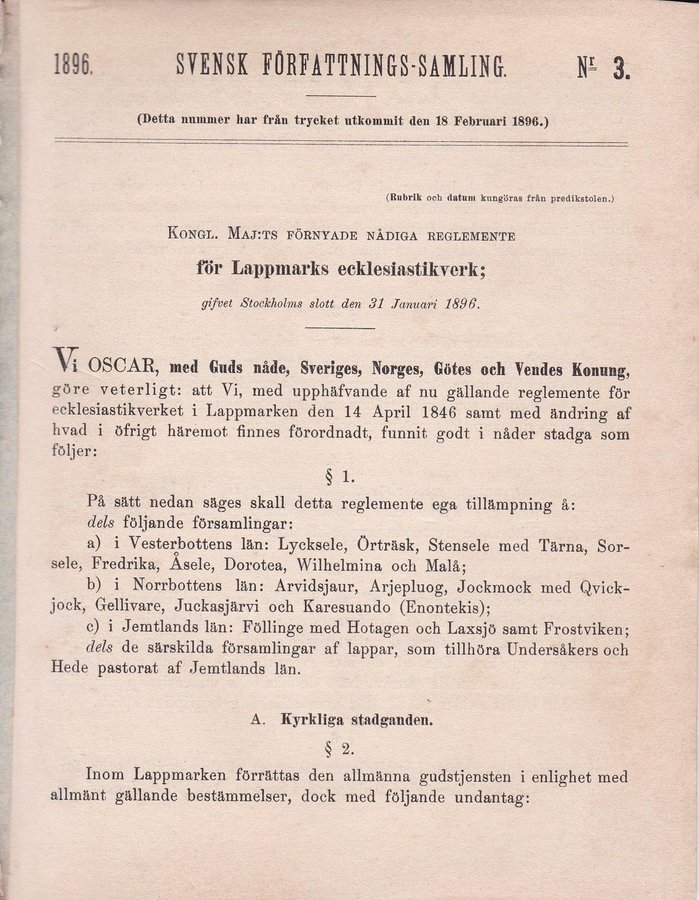 1896. SVENSK FÖRFATTNINGS-SAMLING. Nr 3.
(Detta nummer har från trycket utkommit den 18 Februari 1896.)
(Rubrik och datum kungöras från predikstolen.)
KONGL. MAJ:TS FÖRNYADE NÅDIGA REGLEMENTE
för Lappmarks ecklesiastikverk;
gifvet Stockholms slott den 31 Januari 1896.
Vi OSCAR, med Guds nåde, Sveriges, Norges, Götes och Vendes Konung,
göre veterligt: att Vi, med upphäfvande af nu gällande reglemente för
ecklesiastikverket i Lappmarken den 14 April 1846 samt med ändring af
hvad i öfrigt häremot finnes förordnadt, funnit godt i nåder stadga som
följer:
§ 1.
På sätt nedan säges skall detta reglemente ega tillämpning å:
dels följande församlingar:
a) i Vesterbottens län: Lycksele, Örträsk, Stensele med Tärna, Sor-
sele, Fredrika, Åsele, Dorotea, Wilhelmina och Malå;
b) i Norrbottens län: Arvidsjaur, Arjepluog, Jockmock med Qvick-
jock, Gellivare, Juckasjärvi och Karesuando (Enontekis);
c) i Jemtlands län: Föllinge med Hotagen och Laxsjö samt Frostviken;
dels de särskilda församlingar af lappar, som tillhöra Undersåkers och
Hede pastorat af Jemtlands län.
A. Kyrkliga stadganden.
§ 2.
Inom Lappmarken förrättas den allmänna gudstjensten i enlighet med
allmänt gällande bestämmelser, dock med följande undantag: